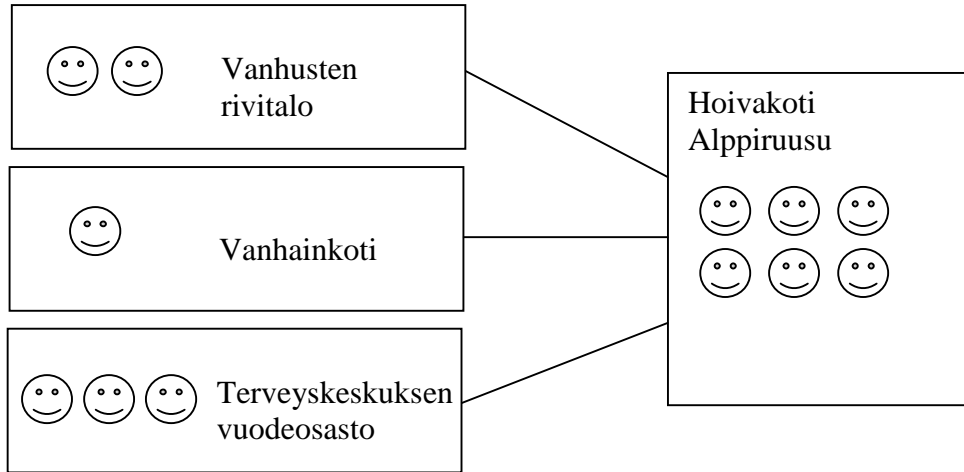 Vanhusten
rivitalo
Hoivakoti
Alppiruusu
Vanhainkoti
Terveyskeskuksen
vuodeosasto